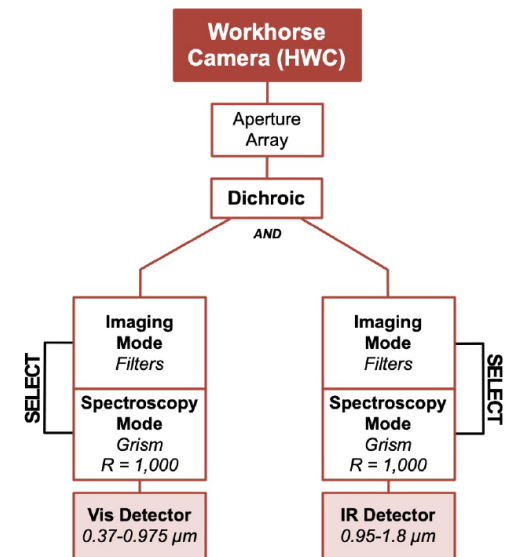 Workhorse
Camera (HWC)
Aperture
Array
Dichroic
AND
Imaging
Mode
Filters
SELECT
Spectroscopy
Mode
Grism
R = 1,000
Vis Detector
0.37-0.975 μm
Imaging
Mode
Filters
SELECT
Spectroscopy
Mode
Grism
R = 1,000
IR Detector
0.95-1.8 μm